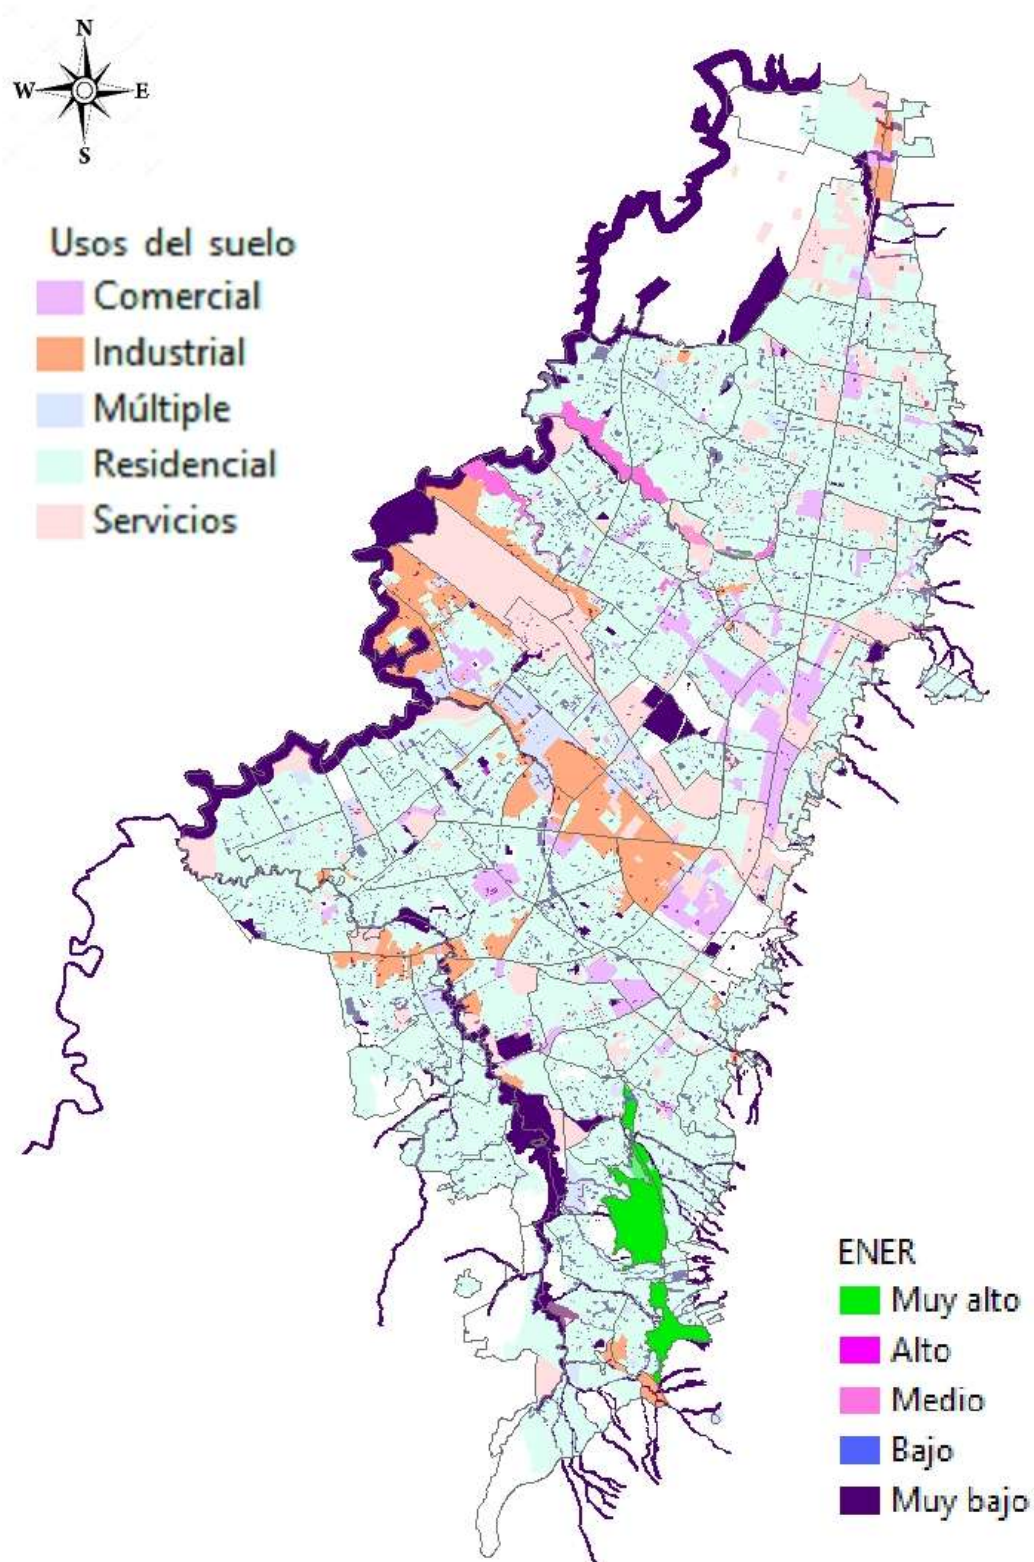 N
W E
S
Usos del suelo
Comercial
Industrial
Múltiple
Residencial
Servicios
ENER
Muy alto
Alto
Medio
Bajo
Muy bajo